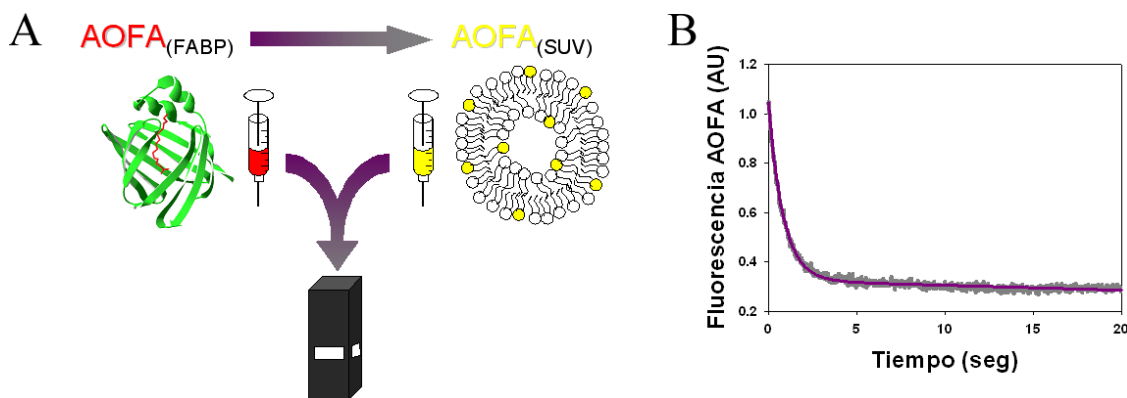 A
AOFA(FABP)
AOFA(SUV)
B
Fluorescencia AOFA (AU)
1.2
1.0
0.8
0.6
0.4
0.2
0
5
10
15
20
Tiempo (seg)